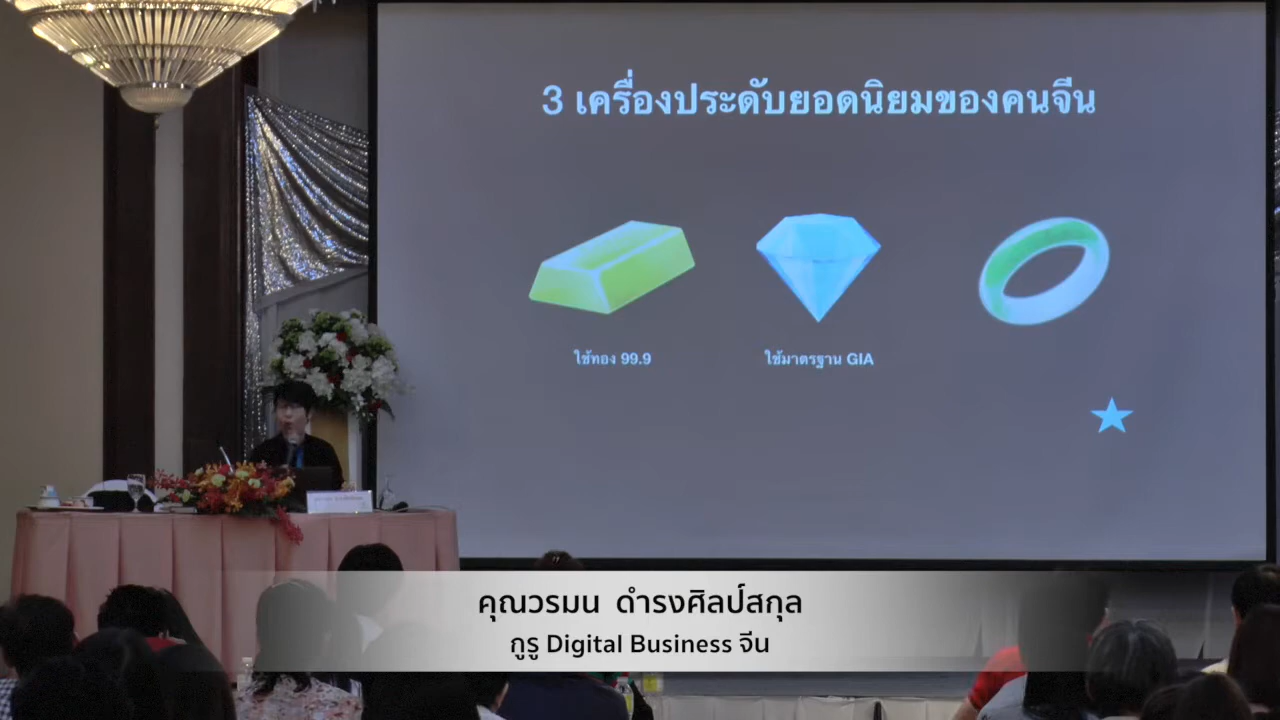 3 เครื่องประดับยอดนิยมของคนจีน
ใช้ทอง 99.9
ใช้มาตรฐาน GIA
คุณวรมน ดำรงศิลป์สกุล
กูรู Digital Business จีน